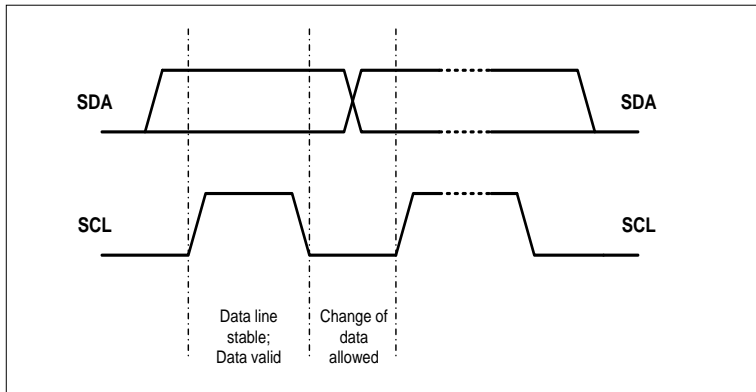 SDA
SDA
SCL
SCL
Data line
stable;
Data valid
Change of
data
allowed